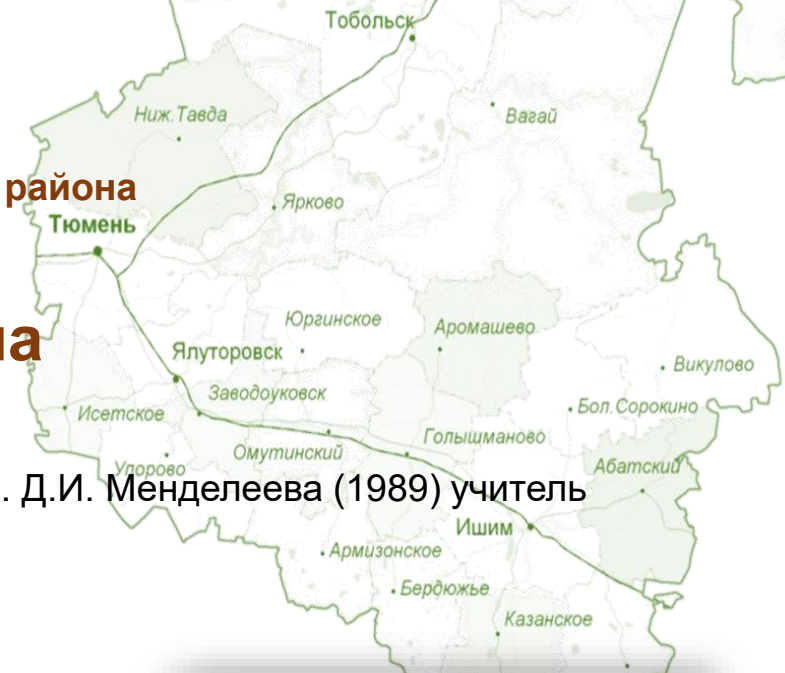 Тобольск
Ниж.Тавда
Вагай
района
Ярково
Тюмень
Юргинское
Аромашево
на
Ялуторовск
Викулово
Заводоуковск
Исетское
Бол.Сорокино
Голышманово
Омутинский
Абатский
Упорово
. Д.И. Менделеева (1989) учитель
Ишим
Армизонское
Бердюжье
Казанское